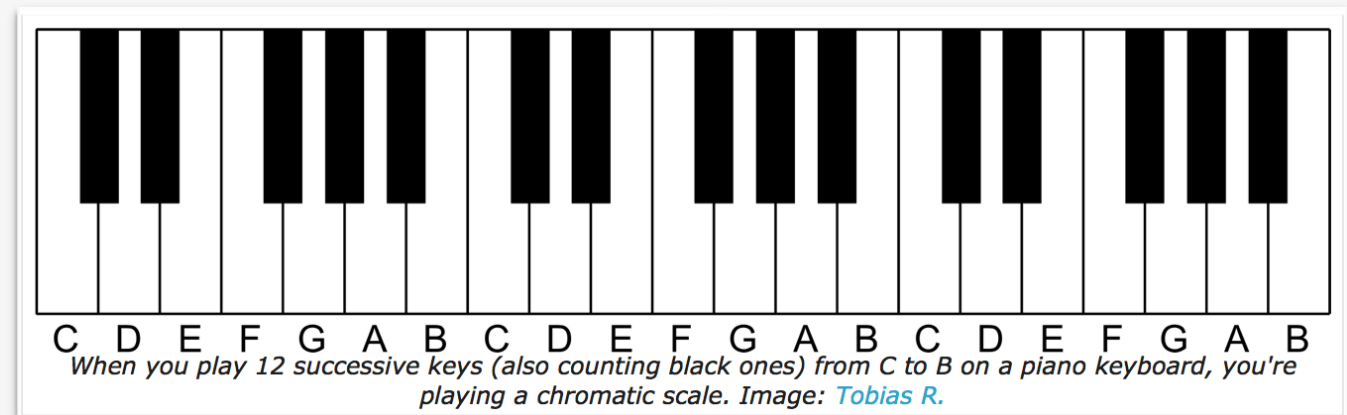 C D E F G A B C D E F G A B C D E F G A B
When you play 12 successive keys (also counting black ones) from C to B on a piano keyboard, you're
playing a chromatic scale. Image: Tobias R.